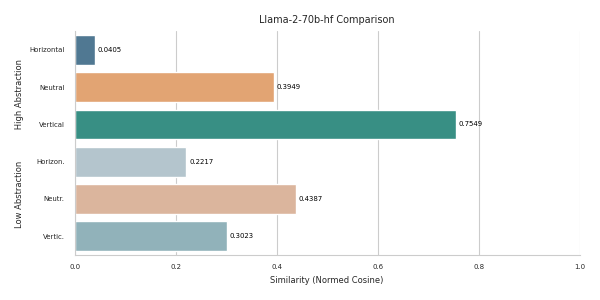 Llama-2-70b-hf Comparison
High Abstraction
Horizontal
0.0405
Neutral
0.3949
Vertical
0.7549
Low Abstraction
Horizon.
0.2217
Neutr.
0.4387
Vertic.
0.3023
0.0 0.2 0.4 0.6 0.8 1.0
Similarity (Normed Cosine)